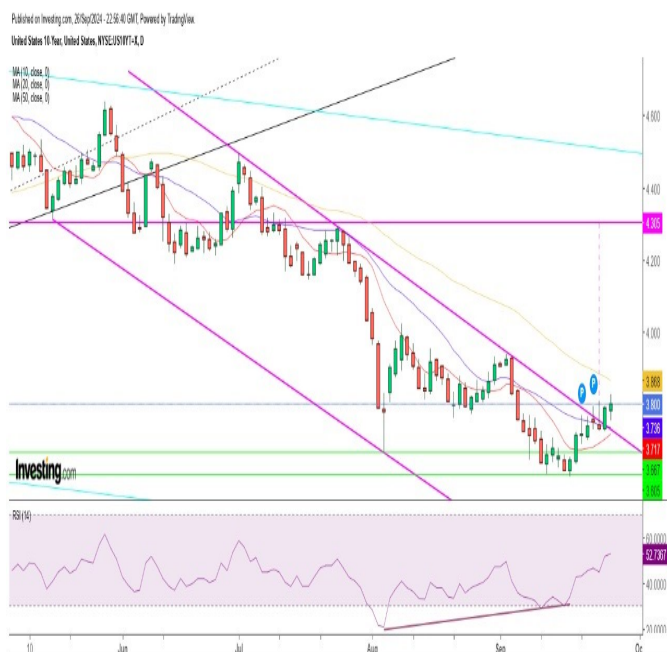 Published on Investing.com, 26/Sep/2024 - 22:56:40 GMT, Powered by TradingView.
United States 10-Year, United States, NYSE:US10YT=X, D
MA (10, close, 0)
MA (20, close, 0)
MA (50, close, 0)
4.600
4.400
4.305
4.200
4.000
3.868
3.800
3.736
3.717
3.667
3.605
P
P
Investing.com
RSI (14)
60.0000
52.7367
40.0000
20.0000
10
Jun
Jul
Aug
Sep
Oc